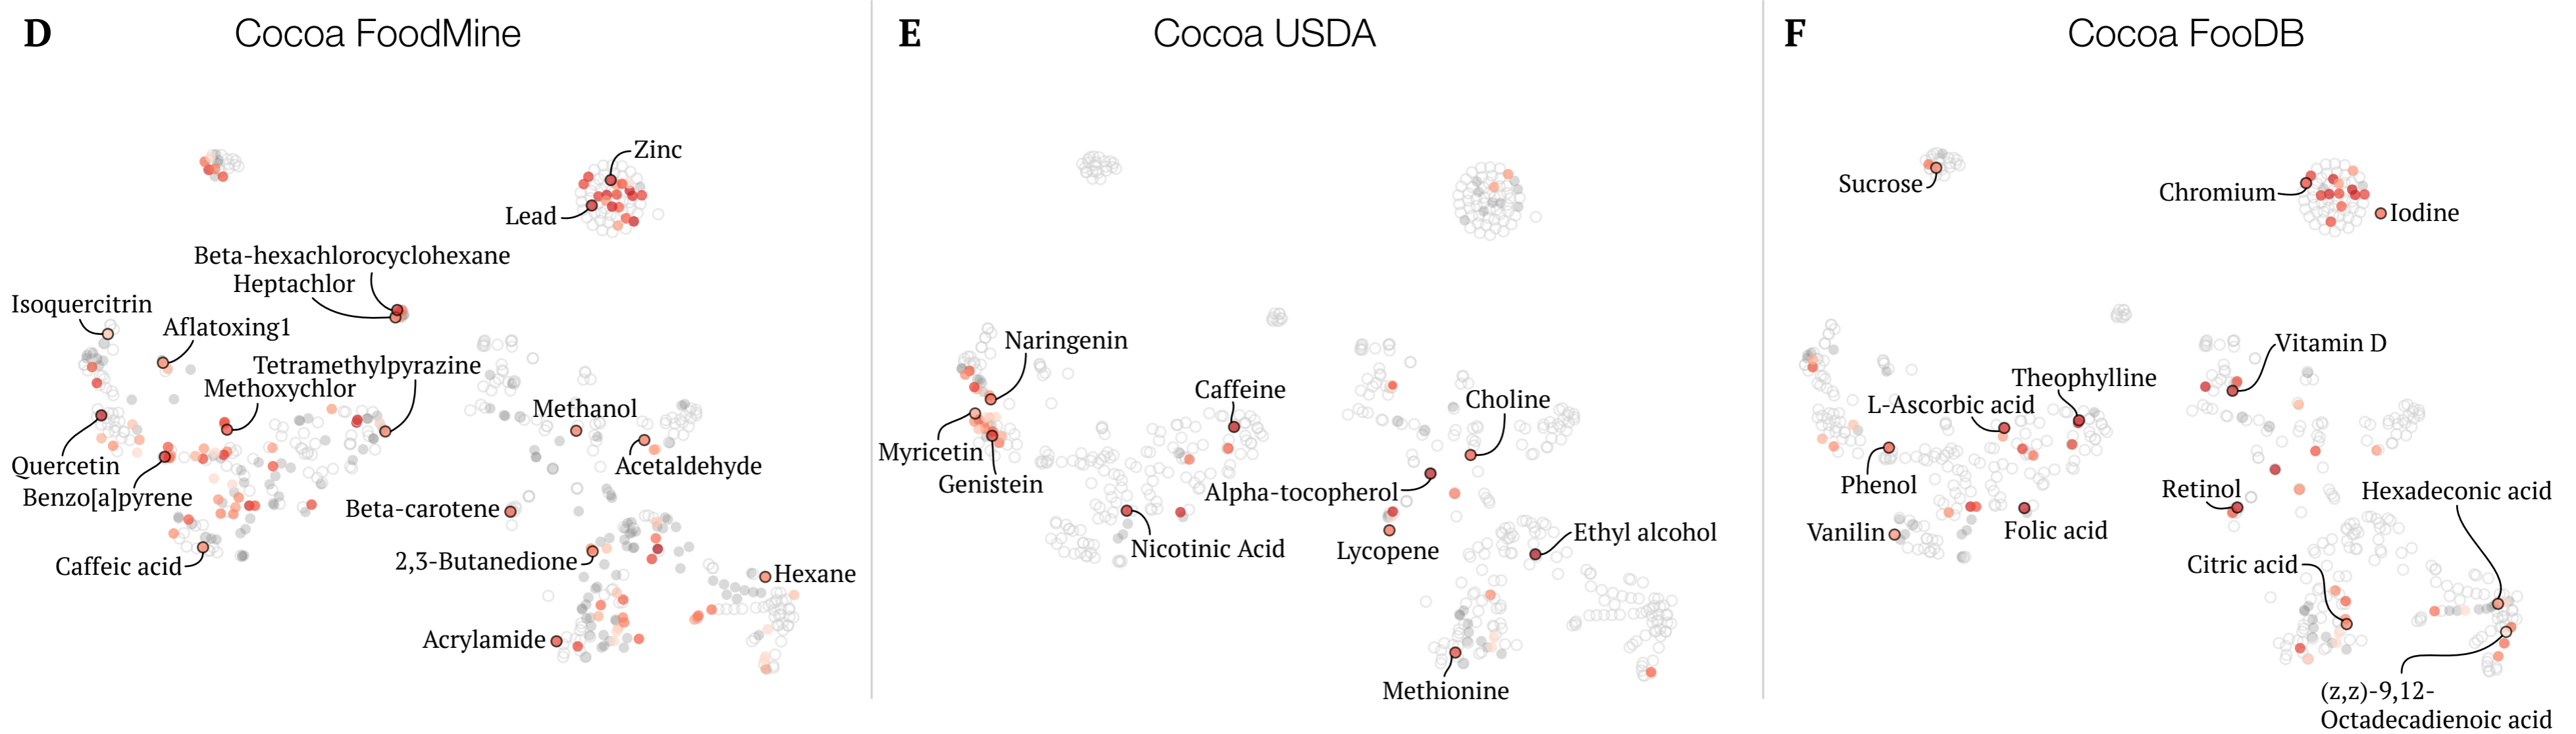 D Cocoa FoodMine
Zinc
Lead
Beta-hexachlorocyclohexane
Heptachlor
Isoquercitrin
Aflatoxing1
Tetramethylpyrazine
Methoxychlor
Methanol
Quercetin
Acetaldehyde
Benzo[a]pyrene
Beta-carotene
2,3-Butanedione
Caffeic acid
Hexane
Acrylamide
E Cocoa USDA
Naringenin
Caffeine
Choline
Myricetin
Genistein
Alpha-tocopherol
Nicotinic Acid
Lycopene
Ethyl alcohol
Methionine
F Cocoa FooDB
Sucrose
Chromium
Iodine
Vitamin D
Theophylline
L-Ascorbic acid
Phenol
Retinol
Hexadeconic acid
Vanilin
Folic acid
Citric acid
(z,z)-9,12-
Octadecadienoic acid